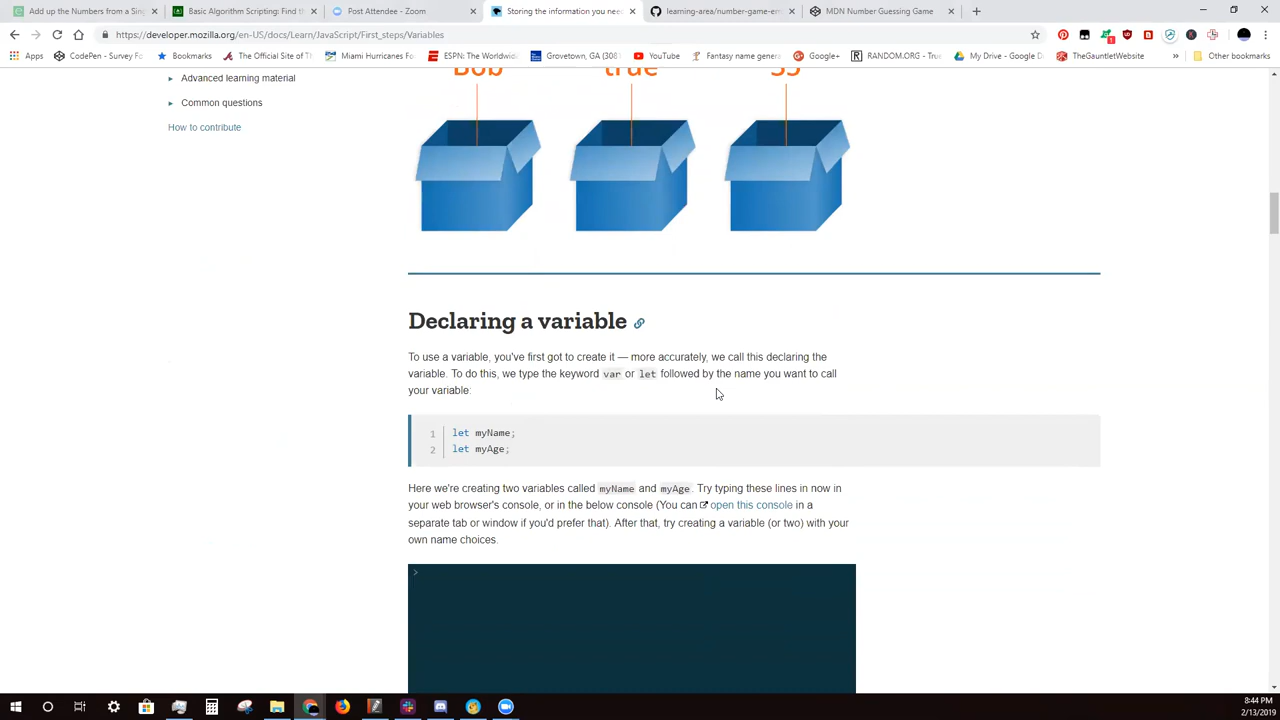 Add up the Numbers from a Sin
Basic Algorithm Scripting: Find th
Post Attendee - Zoom
Storing the information you nee
learning-area/number-game-err
MDN Number Guessing Game
https://developer.mozilla.org/en-US/docs/Learn/JavaScript/First_steps/Variables
Apps CodePen - Survey Fo Bookmarks The Official Site of T Miami Hurricanes Fo ESPN: The Worldwid Grovetown, GA (308 YouTube Fantasy name genera Google+ RANDOM.ORG - True My Drive - Google D TheGauntletWebsite » Other bookmarks
Advanced learning material
Common questions
How to contribute
Bob true 35
Declaring a variable
To use a variable, you've first got to create it — more accurately, we call this declaring the
variable. To do this, we type the keyword var or let followed by the name you want to call
your variable:
1 let myName;
2 let myAge;
Here we're creating two variables called myName and myAge. Try typing these lines in now in
your web browser's console, or in the below console (You can open this console in a
separate tab or window if you'd prefer that). After that, try creating a variable (or two) with your
own name choices.
>
8:44 PM
2/13/2019